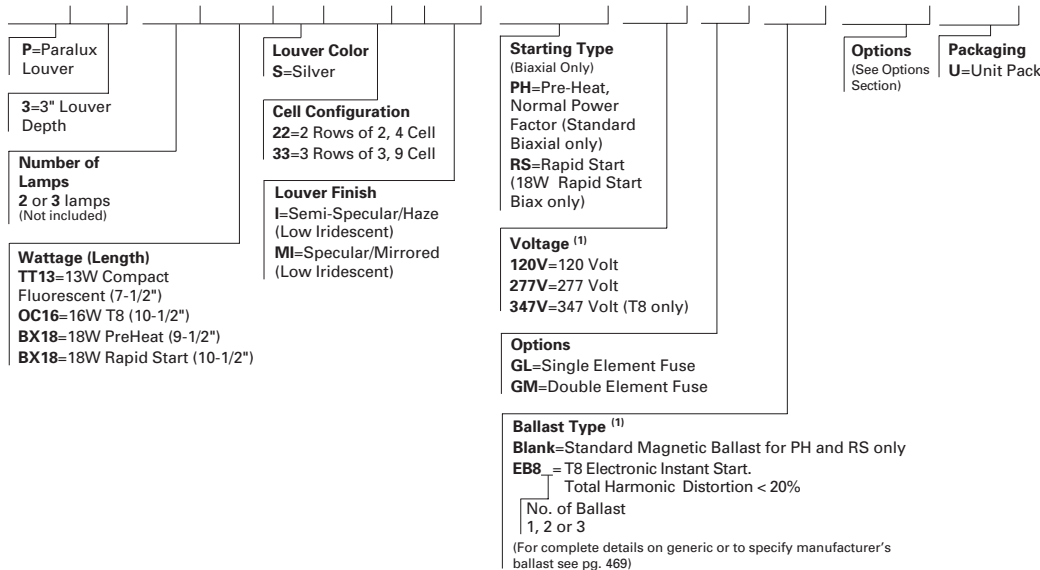 P=Paralux
Louver
3=3" Louver
Depth
Number of
Lamps
2 or 3 lamps
(Not included)
Wattage (Length)
TT13=13W Compact
Fluorescent (7-1/2")
OC16=16W T8 (10-1/2")
BX18=18W PreHeat (9-1/2")
BX18=18W Rapid Start (10-1/2")
Louver Color
S=Silver
Cell Configuration
22=2 Rows of 2, 4 Cell
33=3 Rows of 3, 9 Cell
Louver Finish
I=Semi-Specular/Haze
(Low Iridescent)
MI=Specular/Mirrored
(Low Iridescent)
Starting Type
(Biaxial Only)
PH=Pre-Heat,
Normal Power
Factor (Standard
Biaxial only)
RS=Rapid Start
(18W Rapid Start
Biax only)
Voltage (1)
120V=120 Volt
277V=277 Volt
347V=347 Volt (T8 only)
Options
GL=Single Element Fuse
GM=Double Element Fuse
Ballast Type (1)
Blank=Standard Magnetic Ballast for PH and RS only
EB8_= T8 Electronic Instant Start.
Total Harmonic Distortion < 20%
No. of Ballast
1, 2 or 3
(For complete details on generic or to specify manufacturer's
ballast see pg. 469)
Options
(See Options
Section)
Packaging
U=Unit Pack